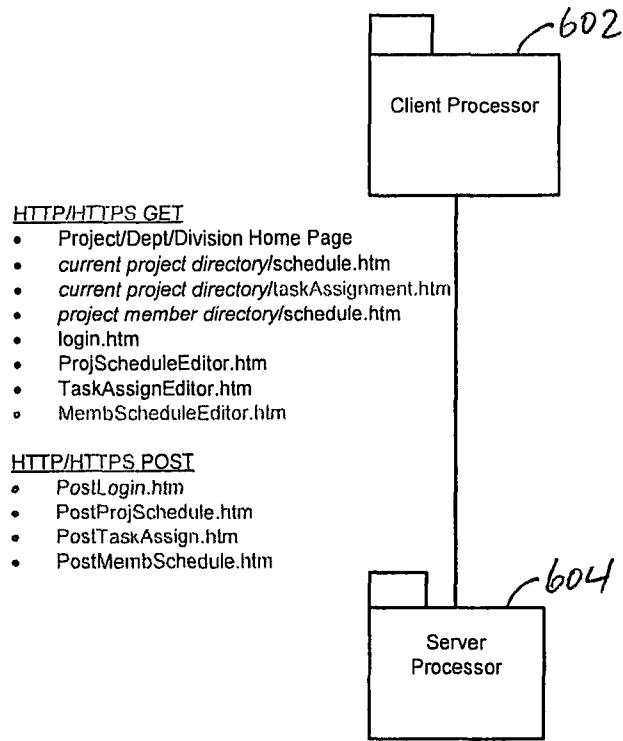 602
Client Processor
HTTP/HTTPS GET
• Project/Dept/Division Home Page
• current project directory/schedule.htm
• current project directory/taskAssignment.htm
• project member directory/schedule.htm
• login.htm
• ProjScheduleEditor.htm
• TaskAssignEditor.htm
• MembScheduleEditor.htm
HTTP/HTTPS POST
• PostLogin.htm
• PostProjSchedule.htm
• PostTaskAssign.htm
• PostMembSchedule.htm
604
Server
Processor